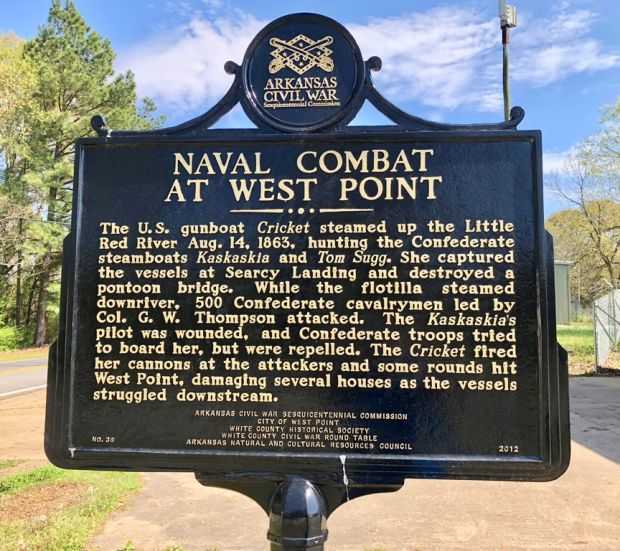 ARKANSAS
CIVIL WAR
Sesquicentennial Commission
NAVAL COMBAT
AT WEST POINT
The U.S. gunboat Cricket steamed up the Little
Red River Aug. 14, 1863, hunting the Confederate
steamboats Kaskaskia and Tom Sugg. She captured
the vessels at Searcy Landing and destroyed a
pontoon bridge. While the flotilla steamed
downriver, 500 Confederate cavalrymen led by
Col. G. W. Thompson attacked. The Kaskaskia's
pilot was wounded, and Confederate troops tried
to board her, but were repelled. The Cricket fired
her cannons at the attackers and some rounds hit
West Point, damaging several houses as the vessels
struggled downstream.
ARKANSAS CIVIL WAR SESQUICENTENNIAL COMMISSION
CITY OF WEST POINT
WHITE COUNTY HISTORICAL SOCIETY
WHITE COUNTY CIVIL WAR ROUND TABLE
ARKANSAS NATURAL AND CULTURAL RESOURCES COUNCIL
2012